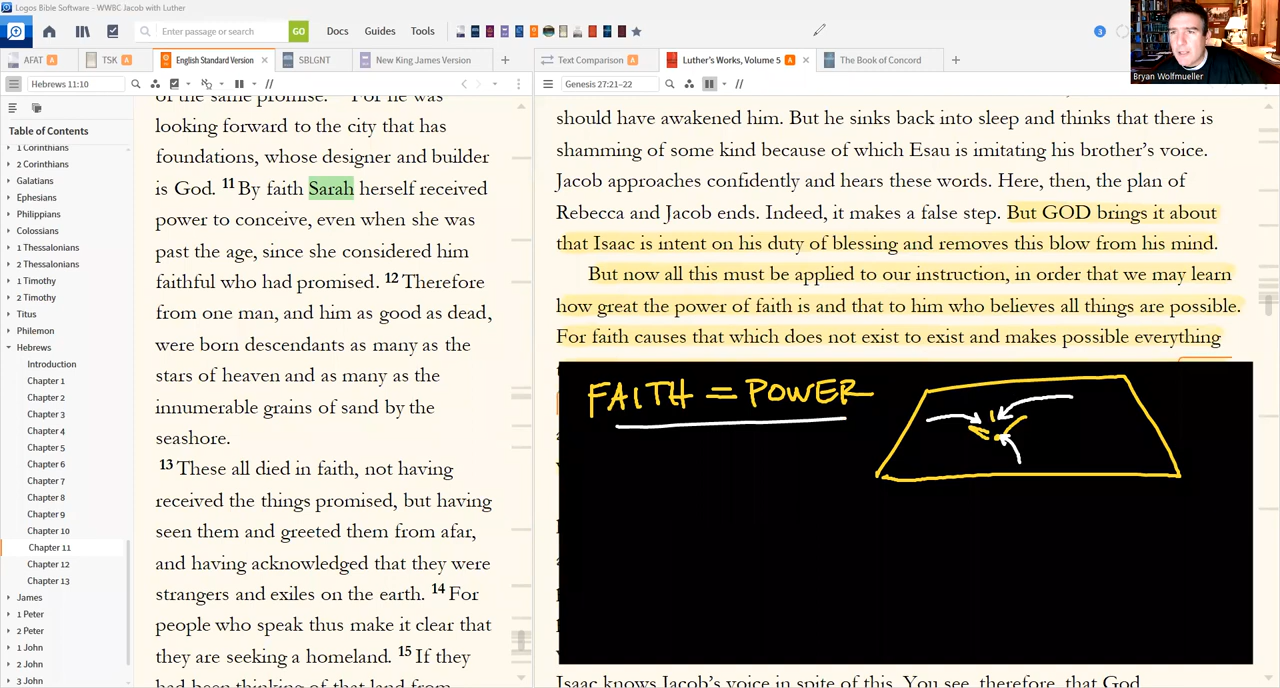 Logos Bible Software - WWBC Jacob with Luther
Enter passage or search
GO
Docs
Guides
Tools
3
Bryan Wolfmueller
AFAT A
TSK A
English Standard Version
SBLGNT
New King James Version
Text Comparison A
Luther's Works, Volume 5 A
The Book of Concord
Hebrews 11:10
Genesis 27:21–22
Table of Contents
1 Corinthians
2 Corinthians
Galatians
Ephesians
Philippians
Colossians
1 Thessalonians
2 Thessalonians
1 Timothy
2 Timothy
Titus
Philemon
Hebrews
Introduction
Chapter 1
Chapter 2
Chapter 3
Chapter 4
Chapter 5
Chapter 6
Chapter 7
Chapter 8
Chapter 9
Chapter 10
Chapter 11
Chapter 12
Chapter 13
James
1 Peter
2 Peter
1 John
2 John
3 John
of the same promise. For he was
looking forward to the city that has
foundations, whose designer and builder
is God. 11 By faith Sarah herself received
power to conceive, even when she was
past the age, since she considered him
faithful who had promised. 12 Therefore
from one man, and him as good as dead,
were born descendants as many as the
stars of heaven and as many as the
innumerable grains of sand by the
seashore.
13 These all died in faith, not having
received the things promised, but having
seen them and greeted them from afar,
and having acknowledged that they were
strangers and exiles on the earth. 14 For
people who speak thus make it clear that
they are seeking a homeland. 15 If they
had been thinking of that land from
should have awakened him. But he sinks back into sleep and thinks that there is
shamming of some kind because of which Esau is imitating his brother's voice.
Jacob approaches confidently and hears these words. Here, then, the plan of
Rebecca and Jacob ends. Indeed, it makes a false step. But GOD brings it about
that Isaac is intent on his duty of blessing and removes this blow from his mind.
But now all this must be applied to our instruction, in order that we may learn
how great the power of faith is and that to him who believes all things are possible.
For faith causes that which does not exist to exist and makes possible everything
FAITH = POWER
Isaac knows Jacob's voice in spite of this. You see, therefore, that God